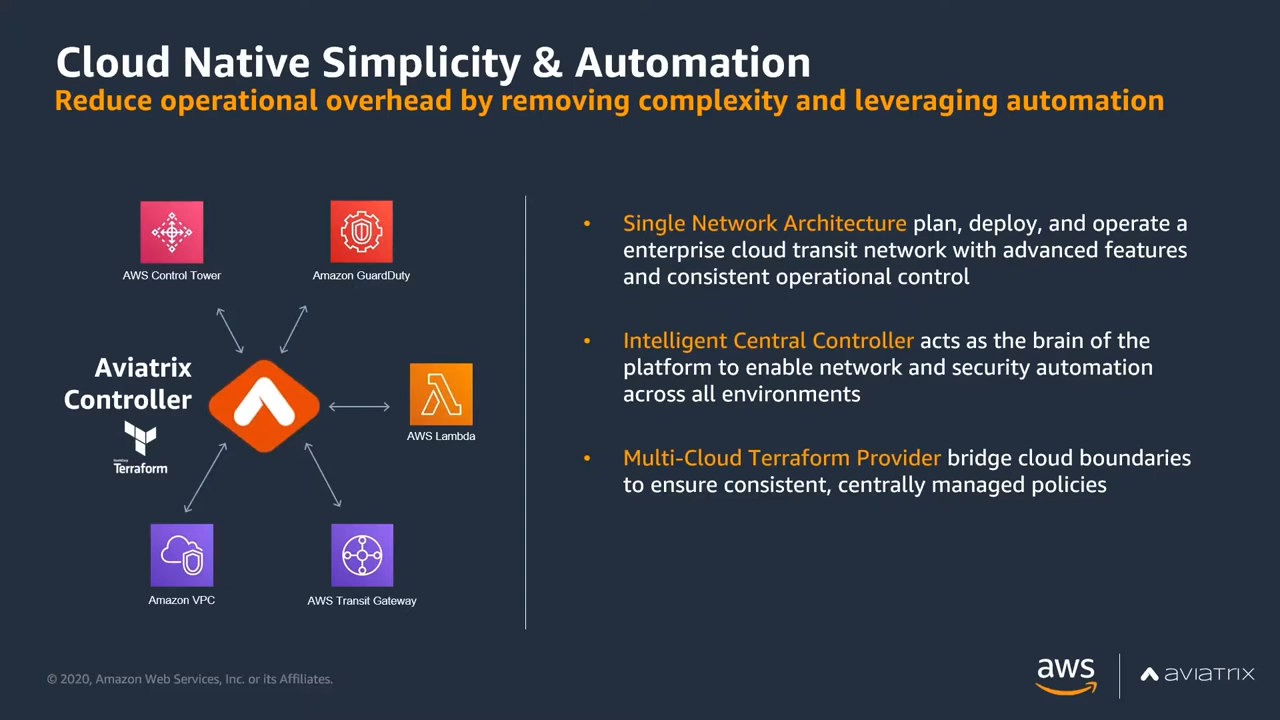 Cloud Native Simplicity & Automation
Reduce operational overhead by removing complexity and leveraging automation
AWS Control Tower
Amazon GuardDuty
Aviatrix
Controller
HashiCorp
Terraform
AWS Lambda
Amazon VPC
AWS Transit Gateway
• Single Network Architecture plan, deploy, and operate a
enterprise cloud transit network with advanced features
and consistent operational control
• Intelligent Central Controller acts as the brain of the
platform to enable network and security automation
across all environments
• Multi-Cloud Terraform Provider bridge cloud boundaries
to ensure consistent, centrally managed policies
© 2020, Amazon Web Services, Inc. or its Affiliates.
aws
aviatrix